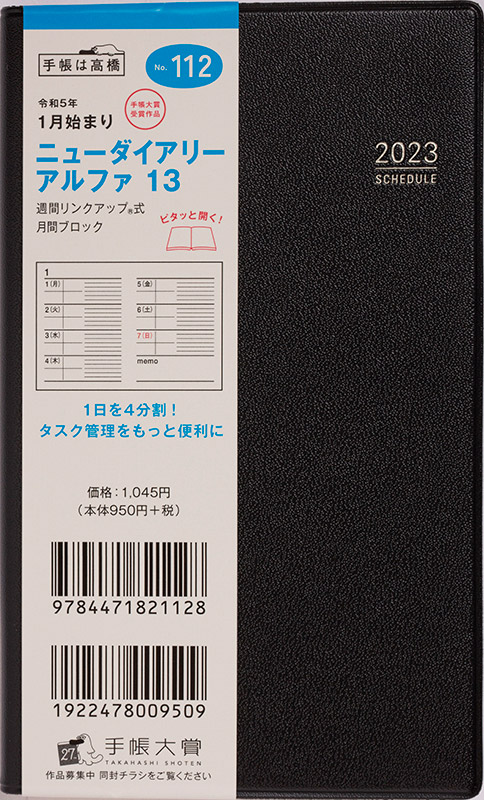 手帳は高橋
No. 112
令和5年
1月始まり
手帳大賞
受賞作品
ニューダイアリー
アルファ 13
週間リンクアップ®式
月間ブロック
ピタッと開く!
2023
SCHEDULE
1
1(月)
5(金)
2(火)
6(土)
3(水)
7(日)
4(木)
memo
1日を4分割!
タスク管理をもっと便利に
価格:1,045円
(本体950円+税)
9784471821128
1922478009509
27th
手帳大賞
TAKAHASHI SHOTEN
作品募集中 同封チラシをご覧ください